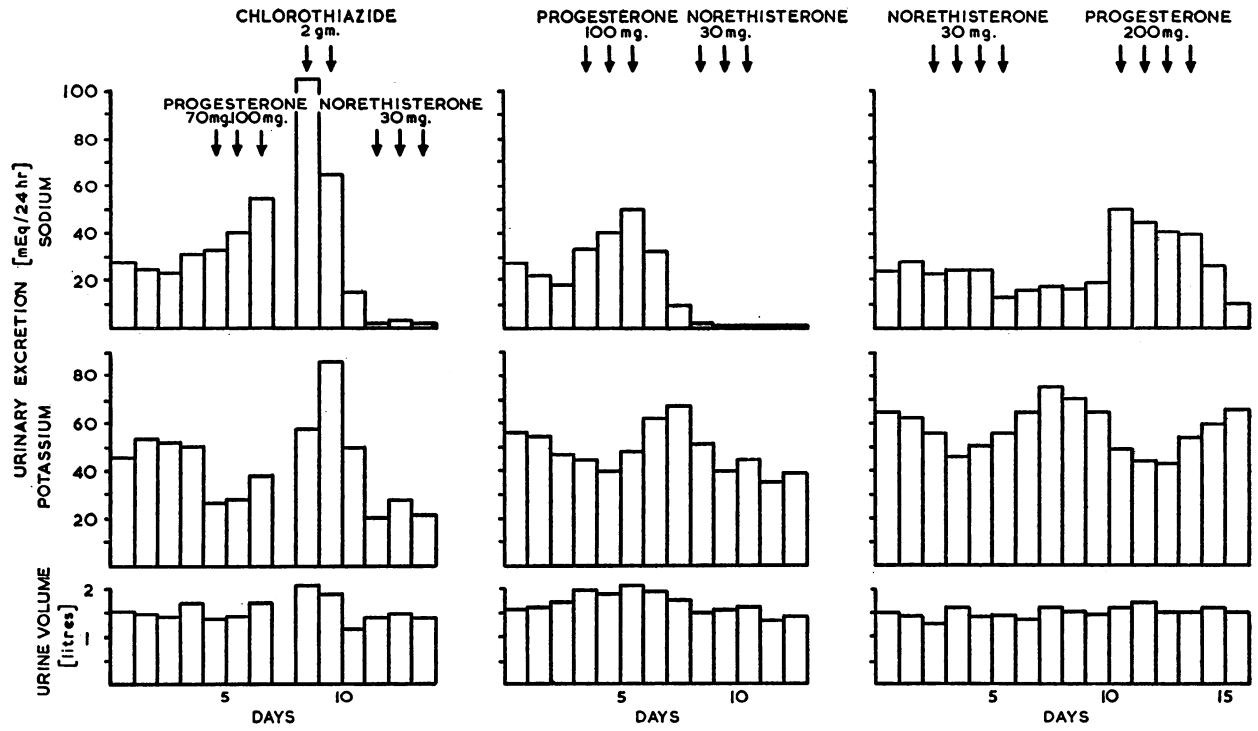 CHLOROTHIAZIDE
2 gm.
PROGESTERONE NORETHISTERONE
70mg.100mg. 30 mg.
PROGESTERONE NORETHISTERONE
100 mg. 30 mg.
NORETHISTERONE PROGESTERONE
30 mg. 200 mg.
URINARY EXCRETION [mEq/24hr]
SODIUM
100
80
60
40
20
POTASSIUM
80
60
40
20
URINE VOLUME
[litres]
2
1
5 10
DAYS
5 10
DAYS
5 10 15
DAYS